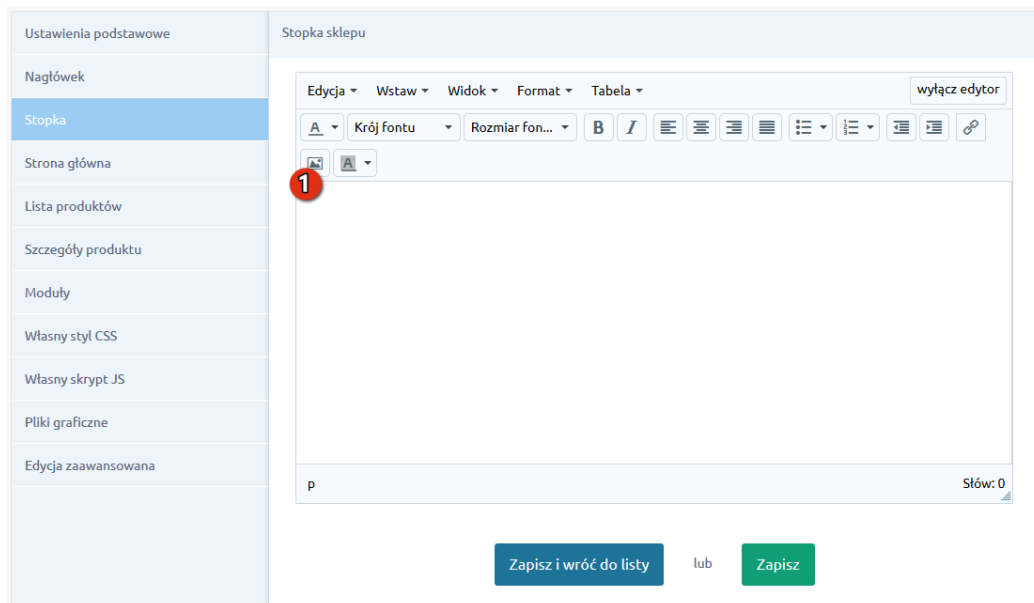 Ustawienia podstawowe
Nagłówek
Stopka
Strona główna
Lista produktów
Szczegóły produktu
Moduły
Własny styl CSS
Własny skrypt JS
Pliki graficzne
Edycja zaawansowana
Stopka sklepu
Edycja Wstaw Widok Format Tabela wyłącz edytor
A Krój fontu Rozmiar fon... B I
A
1
P Słów: 0
Zapisz i wróć do listy lub Zapisz